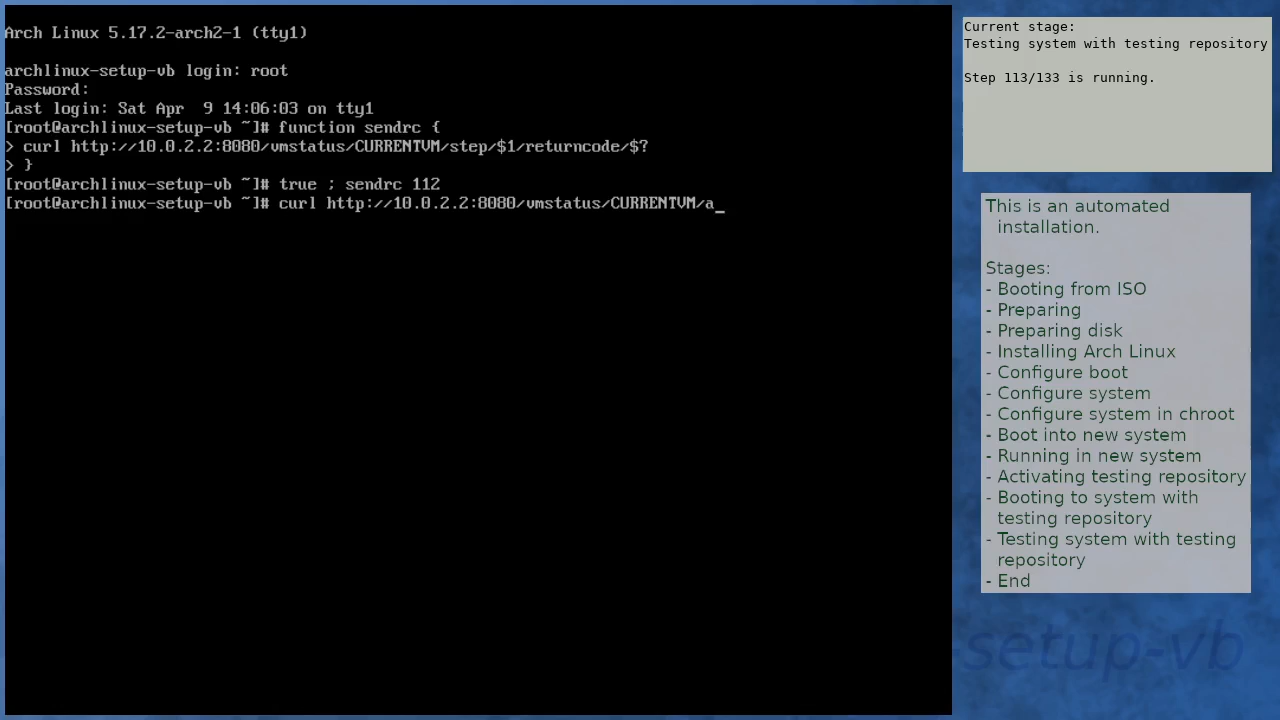 Arch Linux 5.17.2-arch2-1 (tty1)
archlinux-setup-vb login: root
Password:
Last login: Sat Apr  9 14:06:03 on tty1
[root@archlinux-setup-vb ~]# function sendrc {
> curl http://10.0.2.2:8080/vmstatus/CURRENTVM/step/$1/returncode/$?
> }
[root@archlinux-setup-vb ~]# true ; sendrc 112
[root@archlinux-setup-vb ~]# curl http://10.0.2.2:8080/vmstatus/CURRENTVM/a_
Current stage:
Testing system with testing repository
Step 113/133 is running.
This is an automated
installation.
Stages:
- Booting from ISO
- Preparing
- Preparing disk
- Installing Arch Linux
- Configure boot
- Configure system
- Configure system in chroot
- Boot into new system
- Running in new system
- Activating testing repository
- Booting to system with
testing repository
- Testing system with testing
repository
- End
-setup-vb